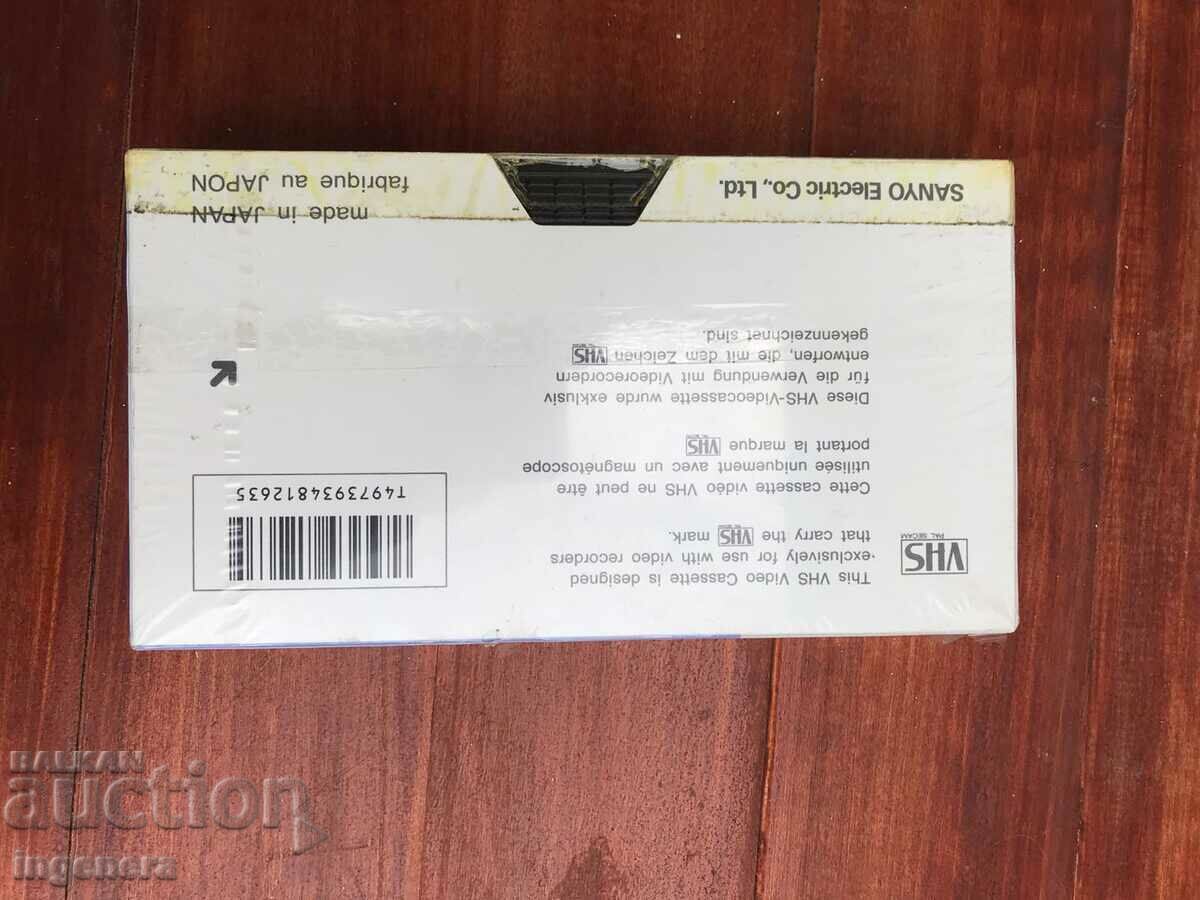 VHS
PAL SECAM
This VHS Video Cassette is designed
exclusively for use with video recorders
that carry the VHS mark.
Cette cassette vidéo VHS ne peut être
utilisée uniquement avec un magnétoscope
portant la marque VHS
Diese VHS-Videocassette wurde exklusiv
für die Verwendung mit Videorecordern
entworfen, die mit dem Zeichen VHS
gekennzeichnet sind.
T4973934812635
SANYO Electric Co., Ltd.
made in JAPAN
fabrique au JAPON
BALKAN
auction
ingenera